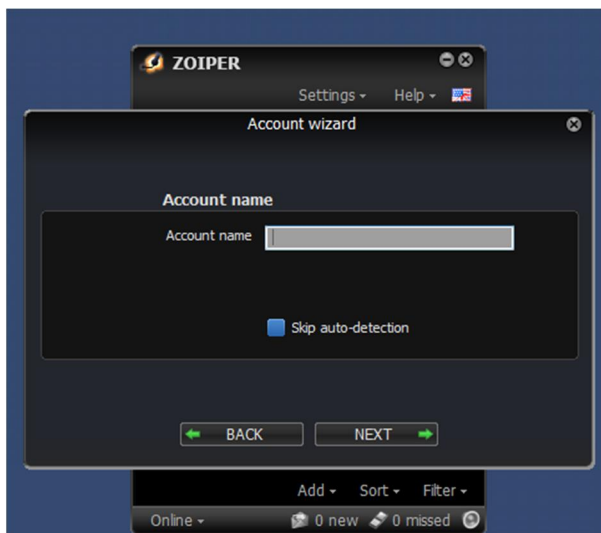 ZOIPER
Settings Help
Account wizard
Account name
Account name
Skip auto-detection
BACK NEXT
Add Sort Filter
Online 0 new 0 missed